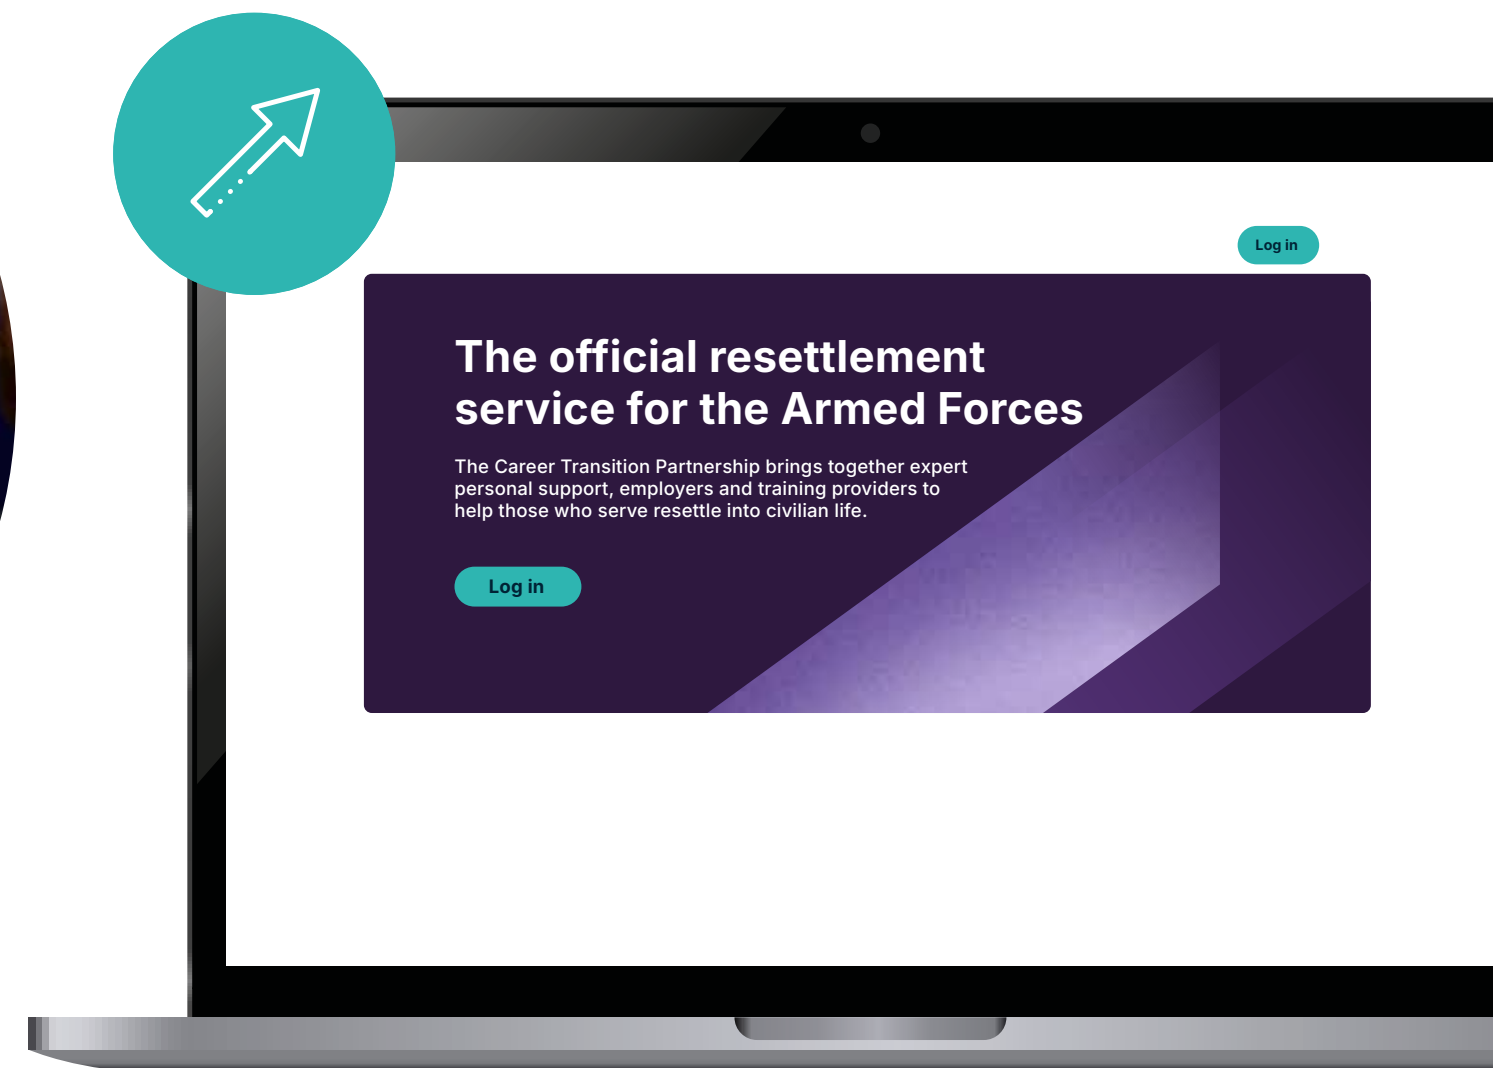 Log in
The official resettlement
service for the Armed Forces
The Career Transition Partnership brings together expert
personal support, employers and training providers to
help those who serve resettle into civilian life.
Log in